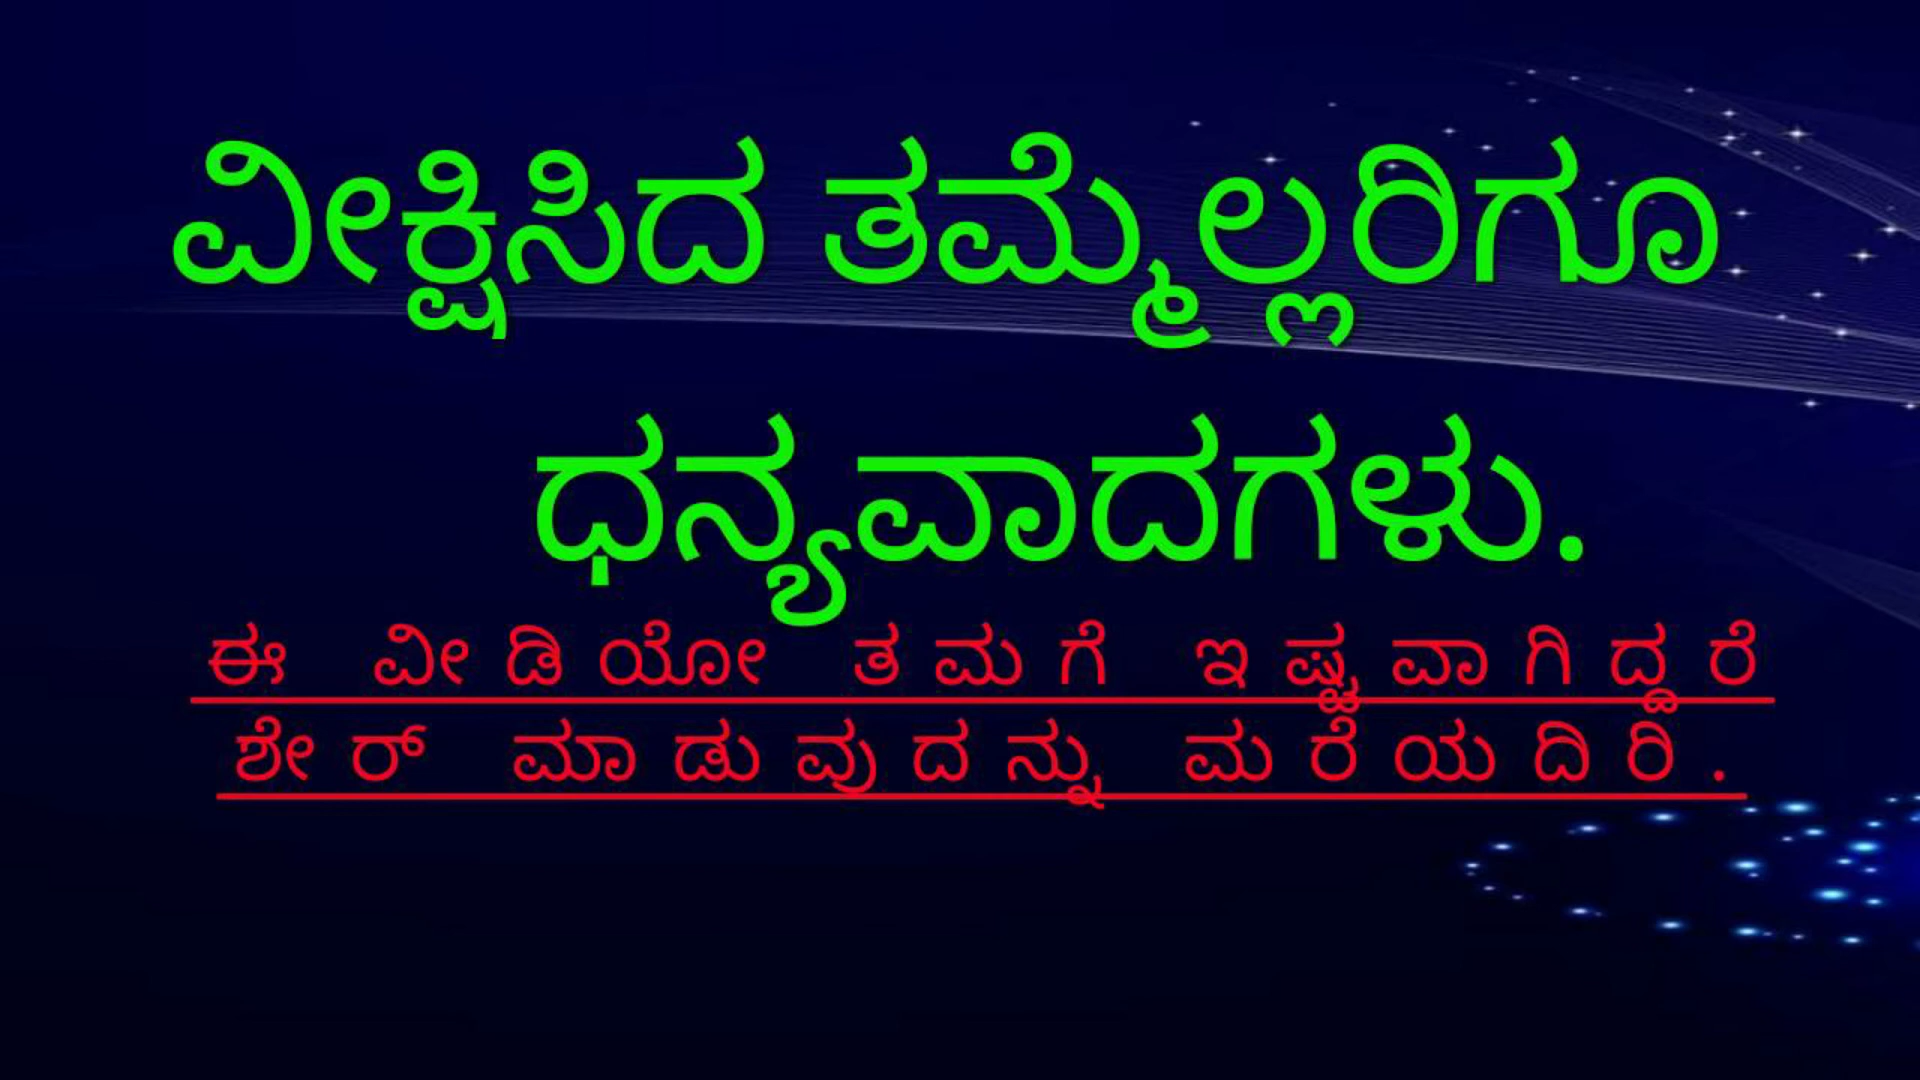 ವೀಕ್ಷಿಸಿದ ತಮ್ಮೆಲ್ಲರಿಗೂ
ಧನ್ಯವಾದಗಳು.
ಈ ವೀಡಿಯೋ ತಮಗೆ ಇಷ್ಟವಾಗಿದ್ದರೆ
ಶೇರ್ ಮಾಡುವುದನ್ನು ಮರೆಯದಿರಿ.